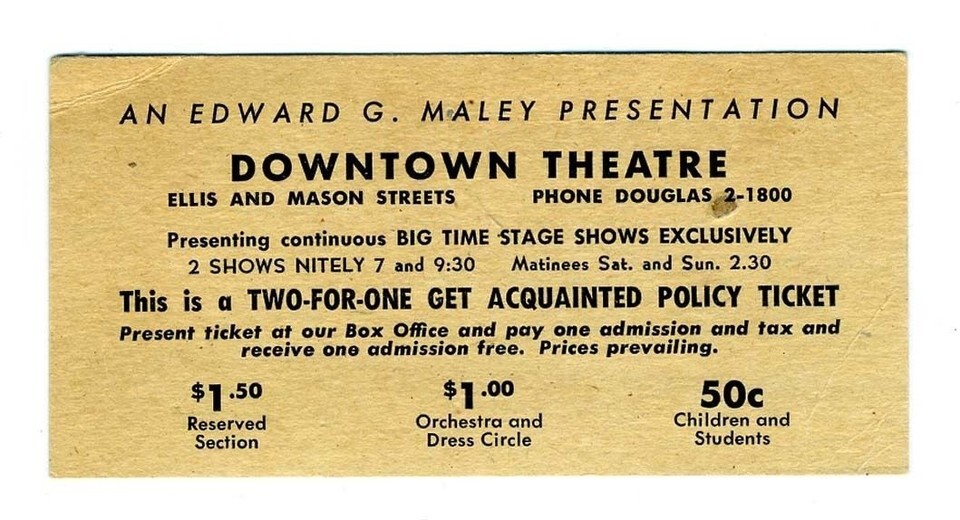 AN EDWARD G. MALEY PRESENTATION
DOWNTOWN THEATRE
ELLIS AND MASON STREETS PHONE DOUGLAS 2-1800
Presenting continuous BIG TIME STAGE SHOWS EXCLUSIVELY
2 SHOWS NITELY 7 and 9:30 Matinees Sat. and Sun. 2.30
This is a TWO-FOR-ONE GET ACQUAINTED POLICY TICKET
Present ticket at our Box Office and pay one admission and tax and
receive one admission free. Prices prevailing.
$1.50 $1.00 50c
Reserved Orchestra and Children and
Section Dress Circle Students